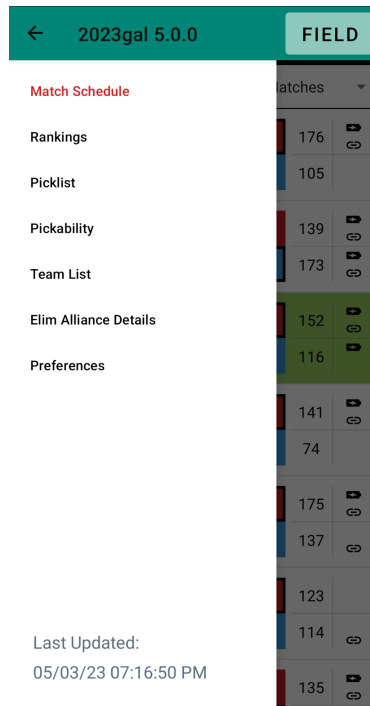 2023gal 5.0.0
FIELD
Match Schedule
Rankings
Picklist
Pickability
Team List
Elim Alliance Details
Preferences
Last Updated:
05/03/23 07:16:50 PM
latches
176
105
139
173
152
116
141
74
175
137
123
114
135